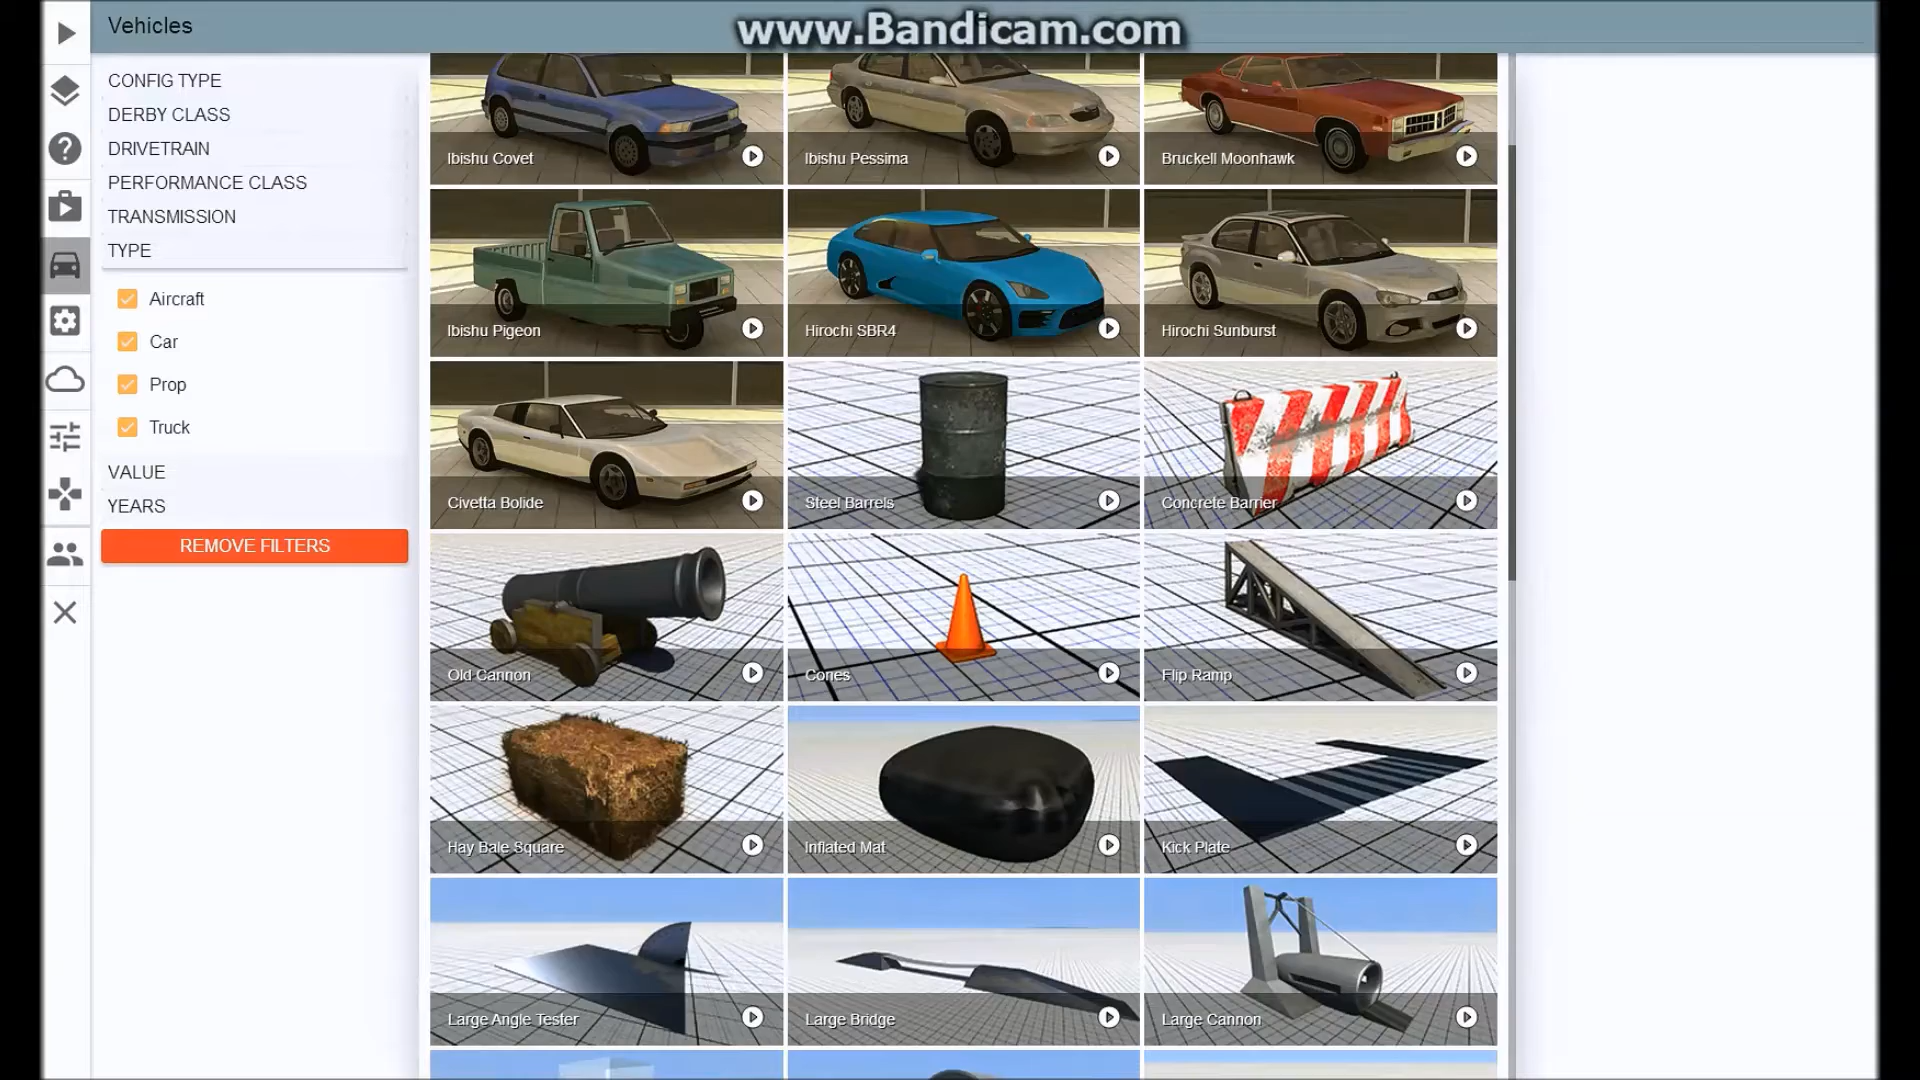 Vehicles
www.Bandicam.com
CONFIG TYPE
DERBY CLASS
DRIVETRAIN
PERFORMANCE CLASS
TRANSMISSION
TYPE
Aircraft
Car
Prop
Truck
VALUE
YEARS
REMOVE FILTERS
Ibishu Covet
Ibishu Pessima
Bruckell Moonhawk
Ibishu Pigeon
Hirochi SBR4
Hirochi Sunburst
Civetta Bolide
Steel Barrels
Concrete Barrier
Old Cannon
Cones
Flip Ramp
Hay Bale Square
Inflated Mat
Kick Plate
Large Angle Tester
Large Bridge
Large Cannon